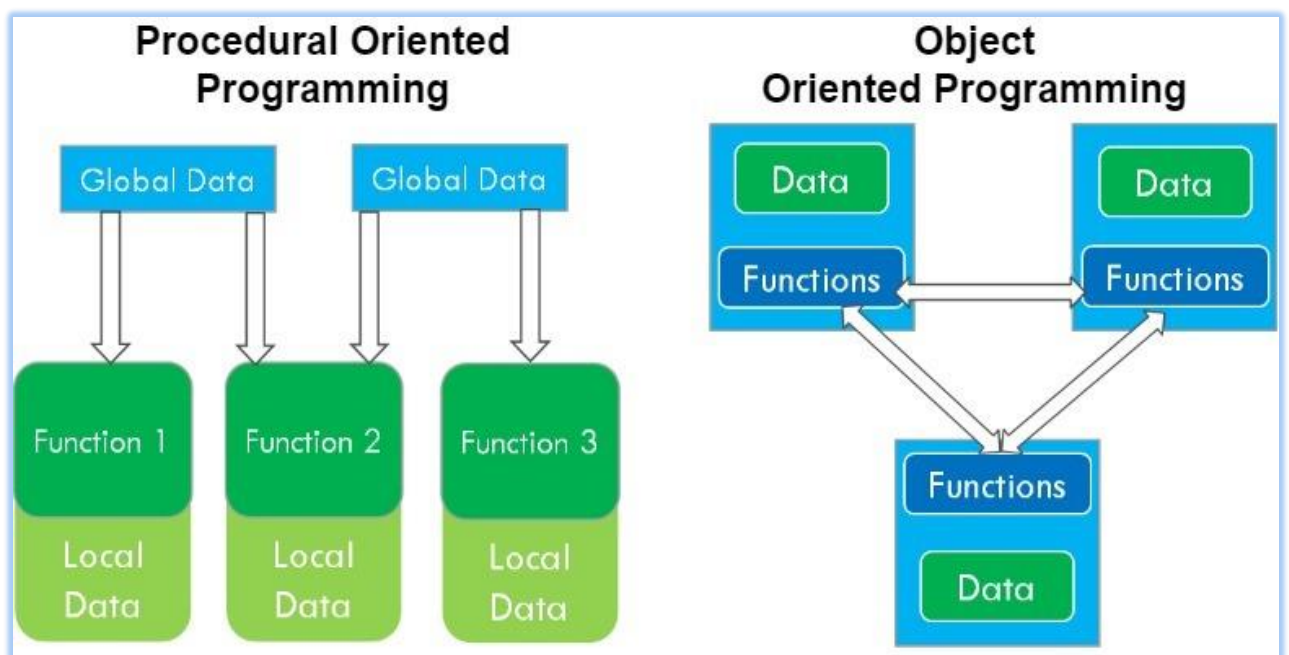 Procedural Oriented
Programming
Global Data
Global Data
Function 1
Function 2
Function 3
Local
Data
Local
Data
Local
Data
Object
Oriented Programming
Data
Data
Functions
Functions
Functions
Data